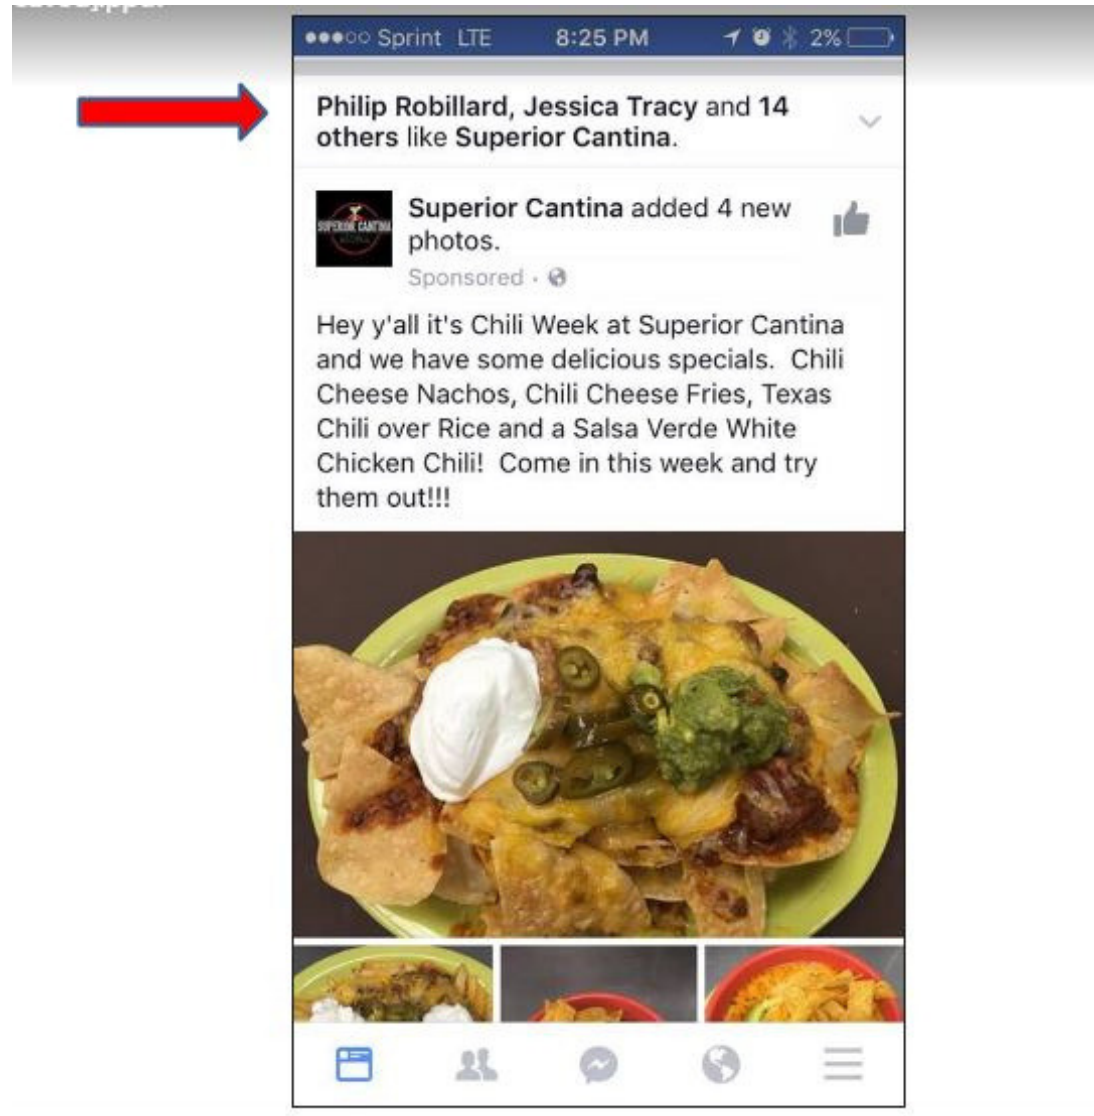 Sprint LTE 8:25 PM 2%
Philip Robillard, Jessica Tracy and 14
others like Superior Cantina.
SUPERIOR CANTINA
Superior Cantina added 4 new
photos.
Sponsored ·
Hey y'all it's Chili Week at Superior Cantina
and we have some delicious specials.  Chili
Cheese Nachos, Chili Cheese Fries, Texas
Chili over Rice and a Salsa Verde White
Chicken Chili!  Come in this week and try
them out!!!